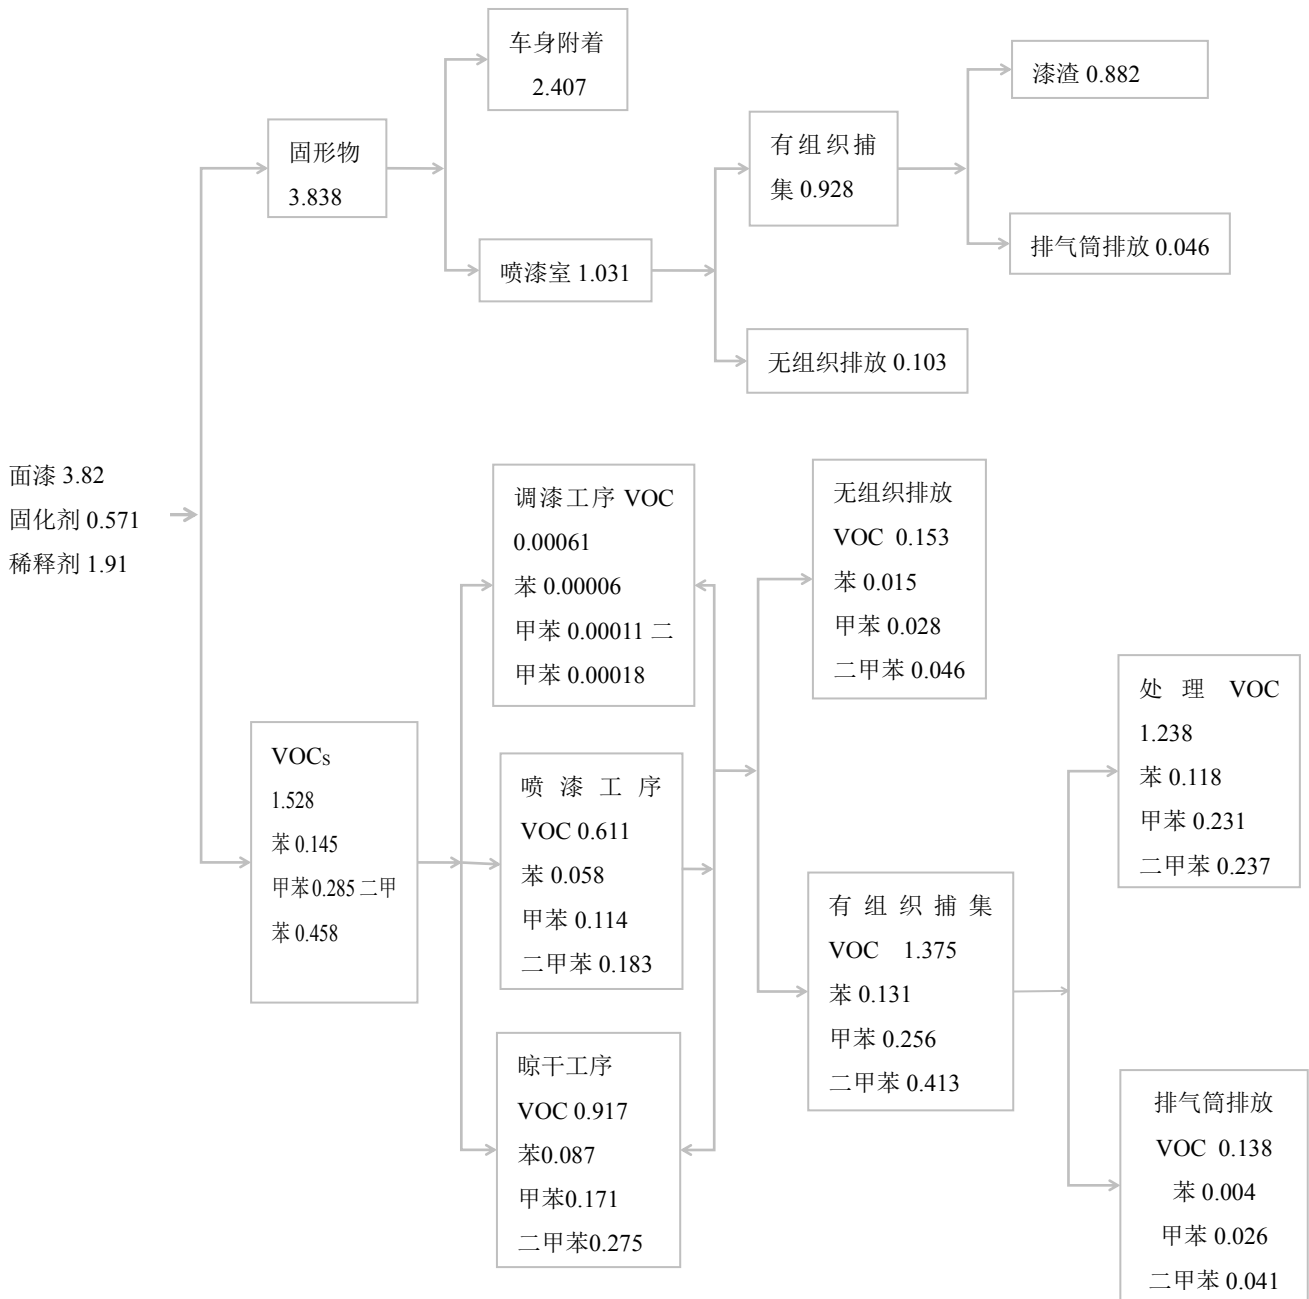 车身附着
2.407
漆渣 0.882
固形物
3.838
有组织捕
集 0.928
排气筒排放 0.046
喷漆室 1.031
无组织排放 0.103
面漆 3.82
固化剂 0.571
稀释剂 1.91
调漆工序 VOC
0.00061
苯 0.00006
甲苯 0.00011 二
甲苯 0.00018
无组织排放
VOC 0.153
苯 0.015
甲苯 0.028
二甲苯 0.046
VOCs
1.528
苯 0.145
甲苯 0.285 二甲
苯 0.458
喷漆工序
VOC 0.611
苯 0.058
甲苯 0.114
二甲苯 0.183
处理 VOC
1.238
苯 0.118
甲苯 0.231
二甲苯 0.237
有组织捕集
VOC 1.375
苯 0.131
甲苯 0.256
二甲苯 0.413
晾干工序
VOC 0.917
苯0.087
甲苯0.171
二甲苯0.275
排气筒排放
VOC 0.138
苯 0.004
甲苯 0.026
二甲苯 0.041